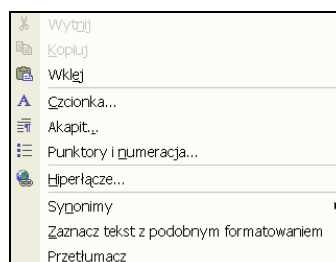 Wytnij
Kopiuj
Wklej
Czcionka...
Akapit...
Punktory i numeracja...
Hiperłącze...
Synonimy
Zaznacz tekst z podobnym formatowaniem
Przetłumacz